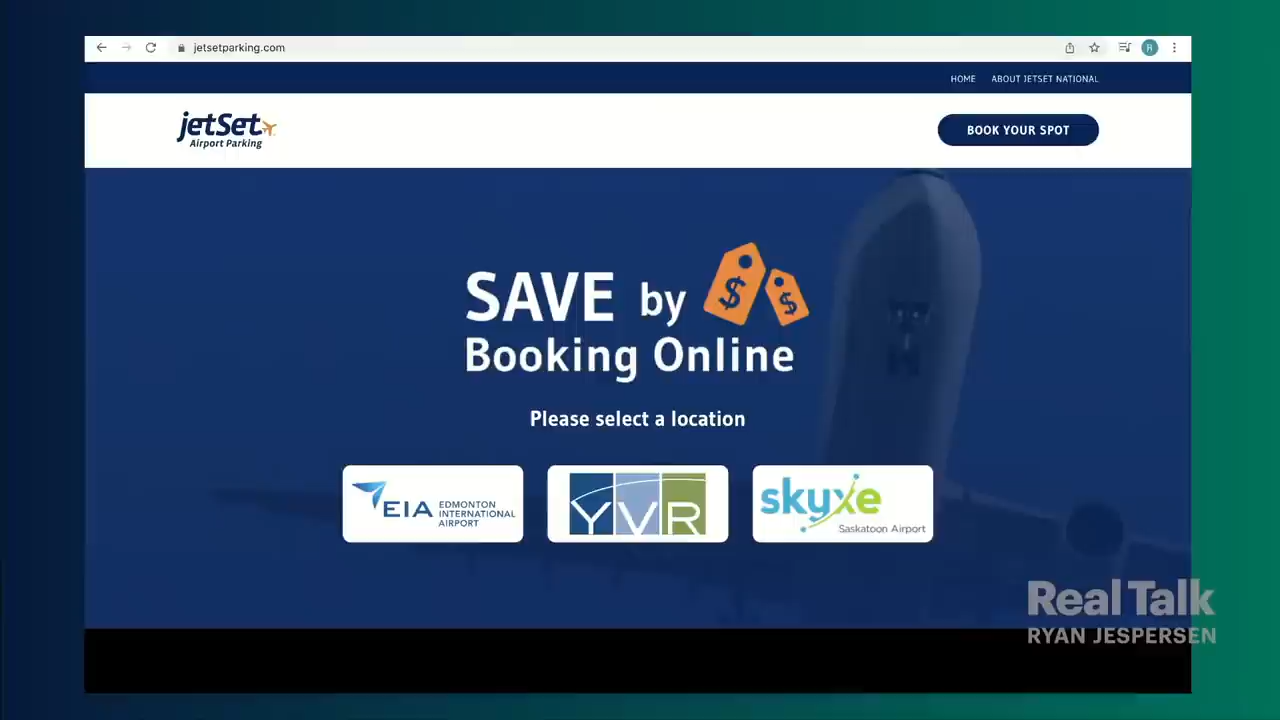 jetsetparking.com
R
HOME ABOUT JETSET NATIONAL
jetSet
Airport Parking
BOOK YOUR SPOT
SAVE by
$ $
Booking Online
Please select a location
EIA EDMONTON
INTERNATIONAL
AIRPORT
YVR
skyxe
Saskatoon Airport
Real Talk
RYAN JESPERSEN